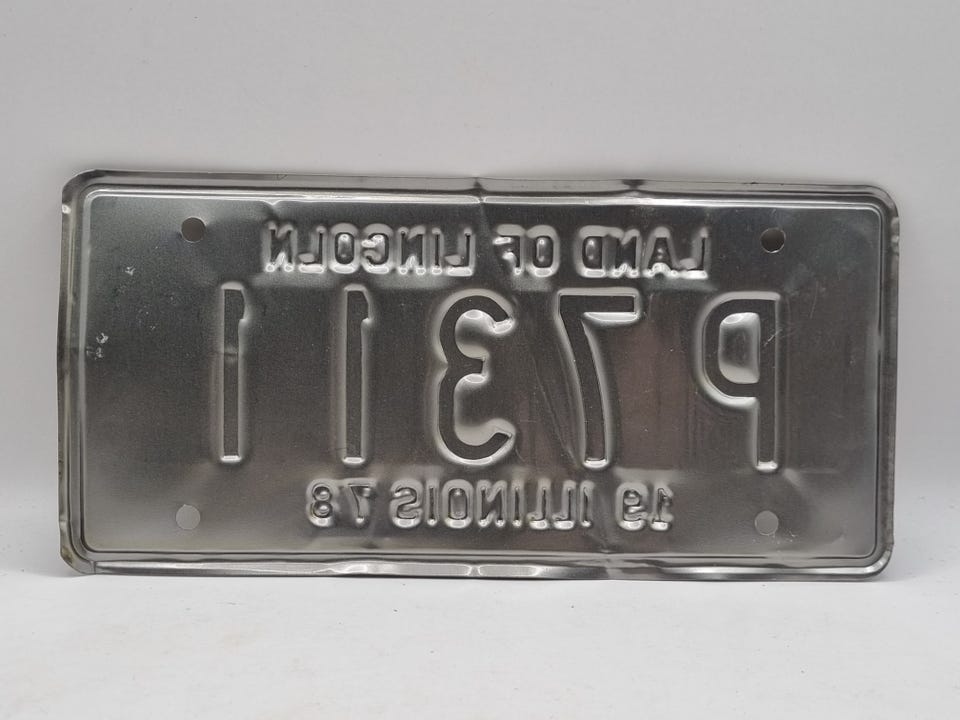 LAND OF LINCOLN
P7311
19 ILLINOIS 78